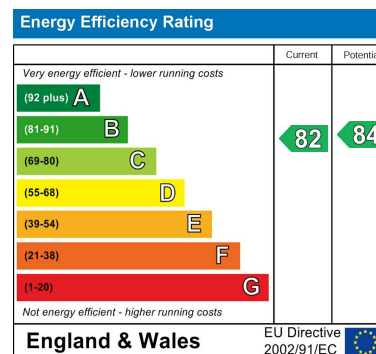 Energy Efficiency Rating
Current Potentia
Very energy efficient - lower running costs
(92 plus) A
(81-91) B
82 84
(69-80) C
(55-68) D
(39-54) E
(21-38) F
(1-20) G
Not energy efficient - higher running costs
England & Wales
EU Directive
2002/91/EC